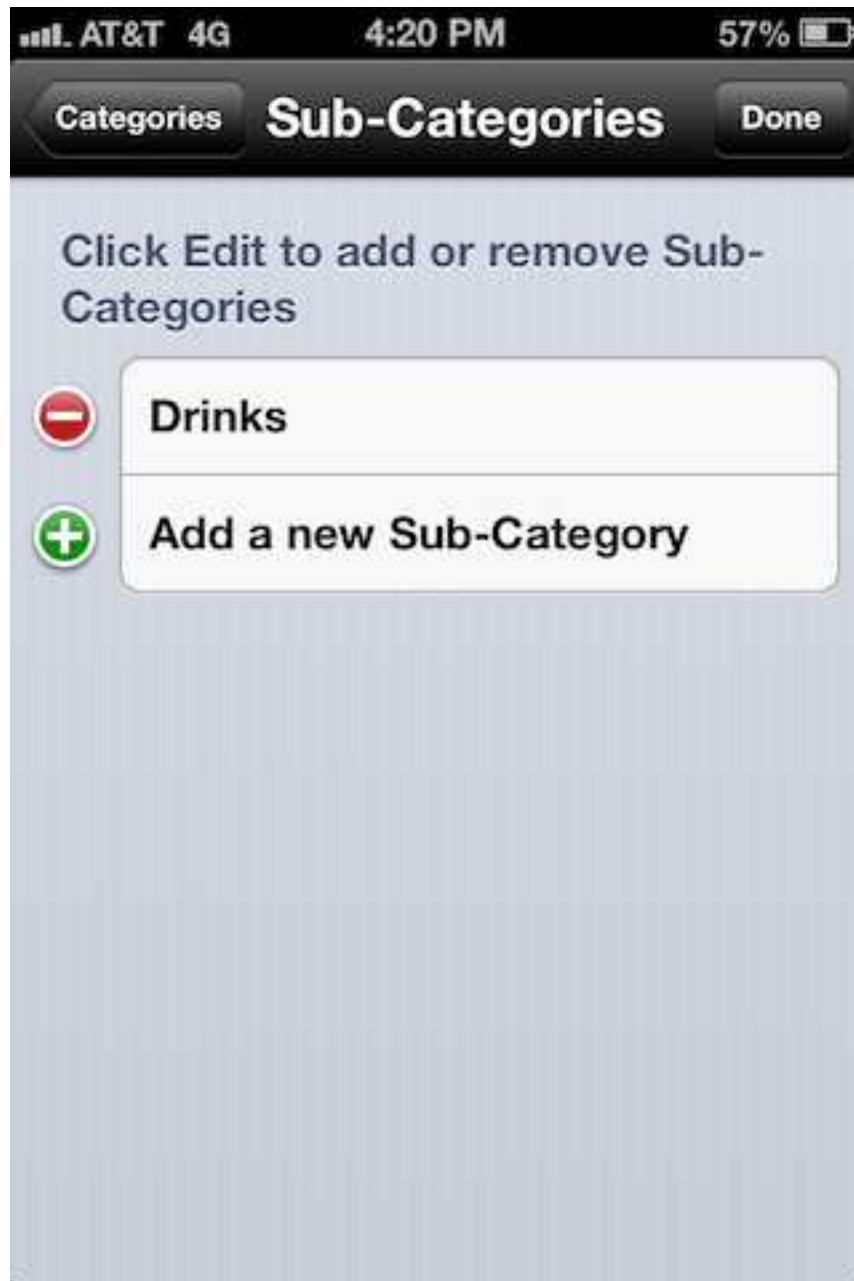 AT&T 4G 4:20 PM 57%
Categories Sub-Categories Done
Click Edit to add or remove Sub-
Categories
Drinks
Add a new Sub-Category